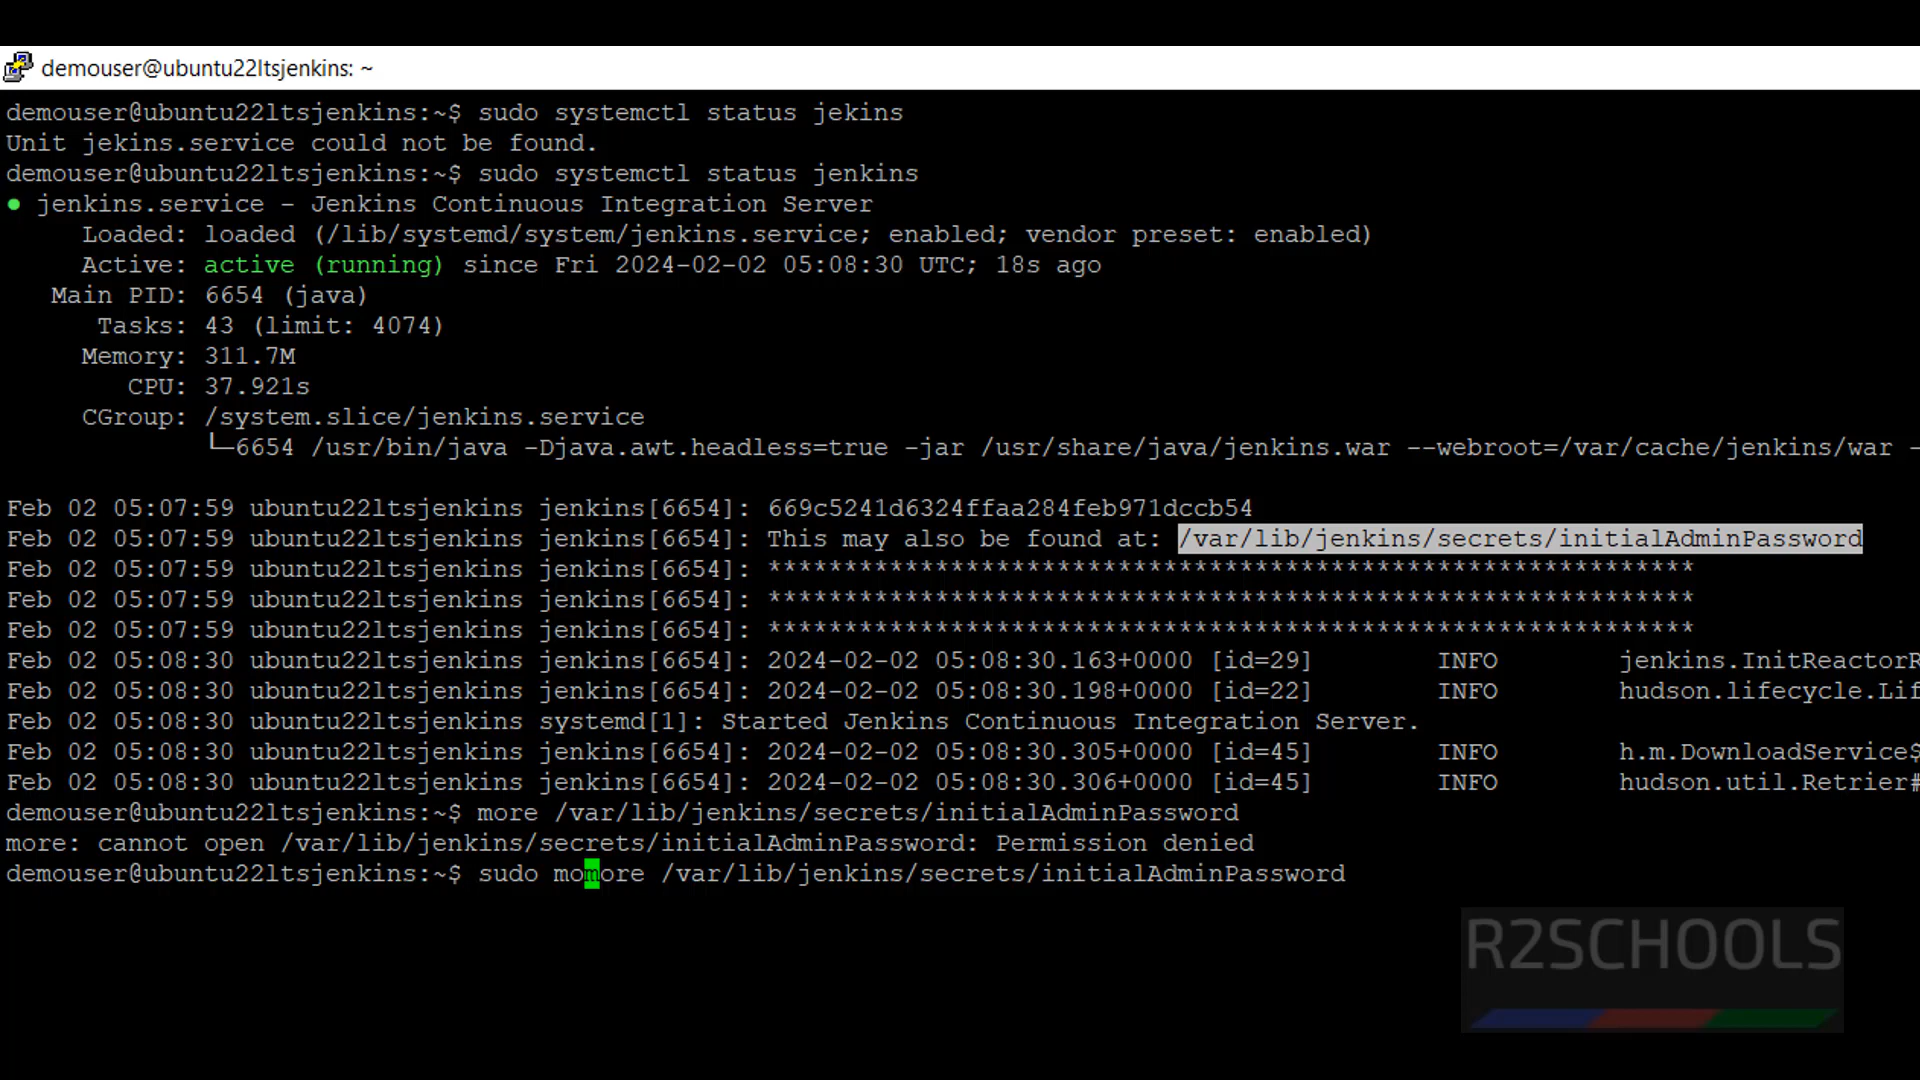 demouser@ubuntu22ltsjenkins: ~
demouser@ubuntu22ltsjenkins:~$ sudo systemctl status jekins
Unit jekins.service could not be found.
demouser@ubuntu22ltsjenkins:~$ sudo systemctl status jenkins
● jenkins.service - Jenkins Continuous Integration Server
Loaded: loaded (/lib/systemd/system/jenkins.service; enabled; vendor preset: enabled)
Active: active (running) since Fri 2024-02-02 05:08:30 UTC; 18s ago
Main PID: 6654 (java)
Tasks: 43 (limit: 4074)
Memory: 311.7M
CPU: 37.921s
CGroup: /system.slice/jenkins.service
└─6654 /usr/bin/java -Djava.awt.headless=true -jar /usr/share/java/jenkins.war --webroot=/var/cache/jenkins/war -
Feb 02 05:07:59 ubuntu22ltsjenkins jenkins[6654]: 669c5241d6324ffaa284feb971dccb54
Feb 02 05:07:59 ubuntu22ltsjenkins jenkins[6654]: This may also be found at: /var/lib/jenkins/secrets/initialAdminPassword
Feb 02 05:07:59 ubuntu22ltsjenkins jenkins[6654]: *************************************************************
Feb 02 05:07:59 ubuntu22ltsjenkins jenkins[6654]: *************************************************************
Feb 02 05:07:59 ubuntu22ltsjenkins jenkins[6654]: *************************************************************
Feb 02 05:08:30 ubuntu22ltsjenkins jenkins[6654]: 2024-02-02 05:08:30.163+0000 [id=29] INFO jenkins.InitReactorR
Feb 02 05:08:30 ubuntu22ltsjenkins jenkins[6654]: 2024-02-02 05:08:30.198+0000 [id=22] INFO hudson.lifecycle.Lif
Feb 02 05:08:30 ubuntu22ltsjenkins systemd[1]: Started Jenkins Continuous Integration Server.
Feb 02 05:08:30 ubuntu22ltsjenkins jenkins[6654]: 2024-02-02 05:08:30.305+0000 [id=45] INFO h.m.DownloadService$
Feb 02 05:08:30 ubuntu22ltsjenkins jenkins[6654]: 2024-02-02 05:08:30.306+0000 [id=45] INFO hudson.util.Retrier#
demouser@ubuntu22ltsjenkins:~$ more /var/lib/jenkins/secrets/initialAdminPassword
more: cannot open /var/lib/jenkins/secrets/initialAdminPassword: Permission denied
demouser@ubuntu22ltsjenkins:~$ sudo momore /var/lib/jenkins/secrets/initialAdminPassword
R2SCHOOLS